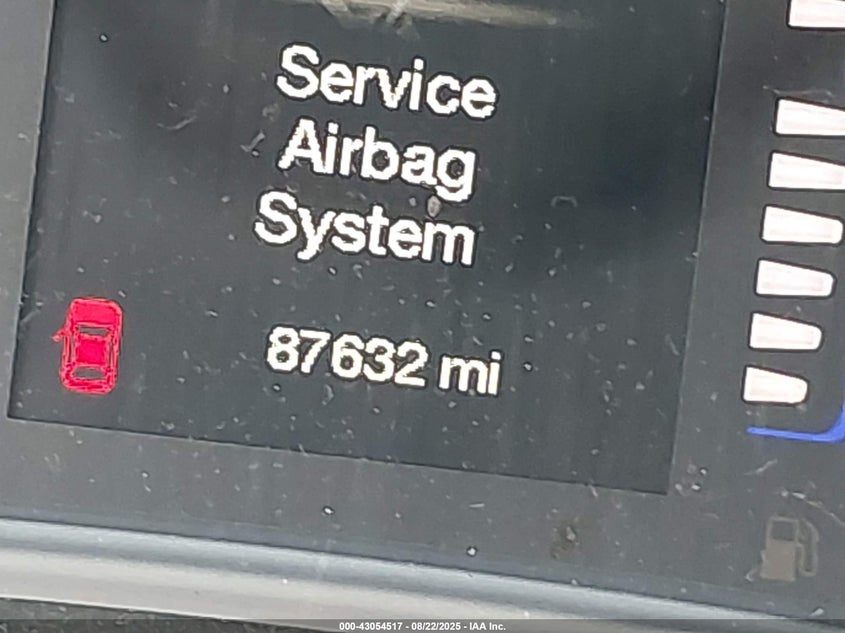 Service
Airbag
System
87632 mi
000-43054517 - 08/22/2025 - IAA Inc.